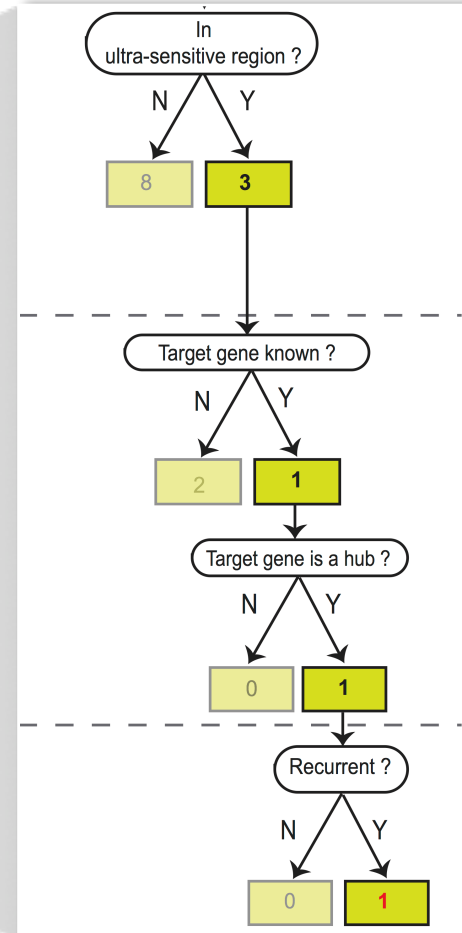 In
ultra-sensitive region ?
N Y
8 3
Target gene known ?
N Y
2 1
Target gene is a hub ?
N Y
0 1
Recurrent ?
N Y
0 1